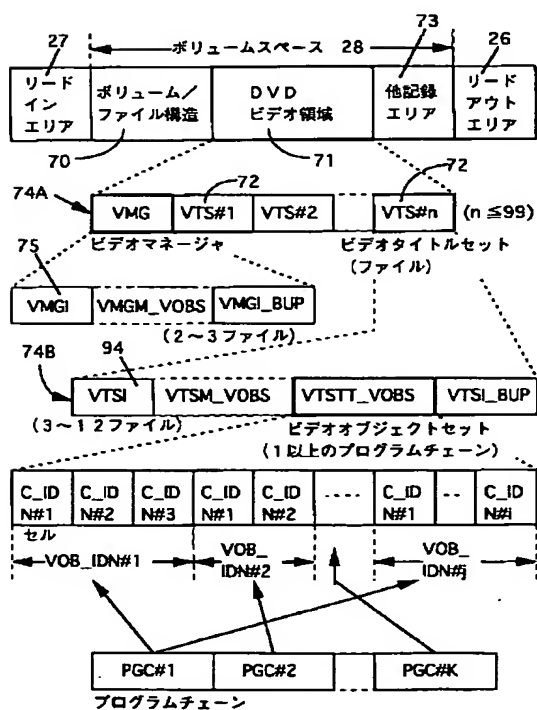 27
ボリュームスペース 28
73
26
リード
イン
エリア
ボリューム/
ファイル構造
DVD
ビデオ領域
他記録
エリア
リード
アウト
エリア
70
71
74A
72
72
VMG
VTS#1
VTS#2
VTS#n
(n≦99)
ビデオマネージャ
ビデオタイトルセット
(ファイル)
75
VMGI
VMGM_VOBS
VMGI_BUP
(2~3ファイル)
74B
94
VTSI
VTSM_VOBS
VTSTT_VOBS
VTSI_BUP
(3~12ファイル)
ビデオオブジェクトセット
(1以上のプログラムチェーン)
C_ID
N#1
C_ID
N#2
C_ID
N#3
C_ID
N#1
C_ID
N#2
C_ID
N#1
C_ID
N#i
セル
VOB_IDN#1
VOB_
IDN#2
VOB_
IDN#j
PGC#1
PGC#2
PGC#K
プログラムチェーン